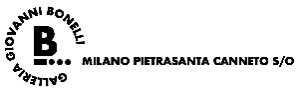 GALLERIA GIOVANNI BONELLI
B...
MILANO PIETRASANTA CANNETO S/O